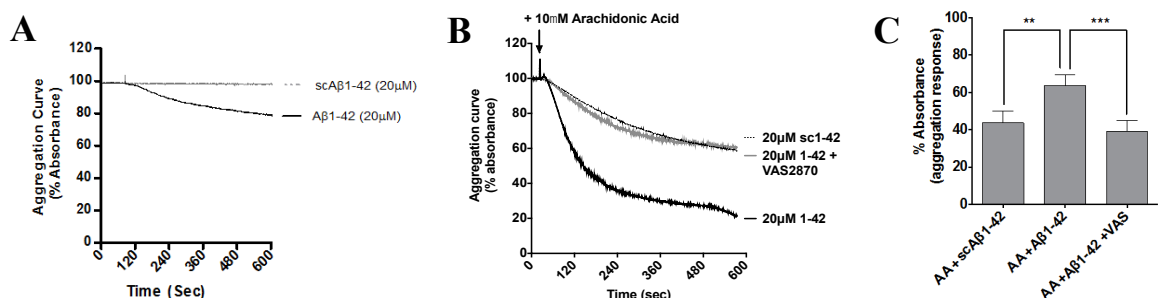 A
Aggregation Curve
(% Absorbance)
120
100
80
60
40
20
0
0
120
240
360
480
600
Time (Sec)
scAβ1-42 (20μM)
Aβ1-42 (20μM)
B
+ 10mM Arachidonic Acid
Aggregation curve
(% absorbance)
120
100
80
60
40
20
0
0
120
240
360
480
600
Time (sec)
20μM sc1-42
20μM 1-42 +
VAS2870
20μM 1-42
C
% Absorbance
(aggregation response)
100
80
60
40
20
0
**
***
AA+scAβ1-42
AA+Aβ1-42
AA+Aβ1-42 +VAS